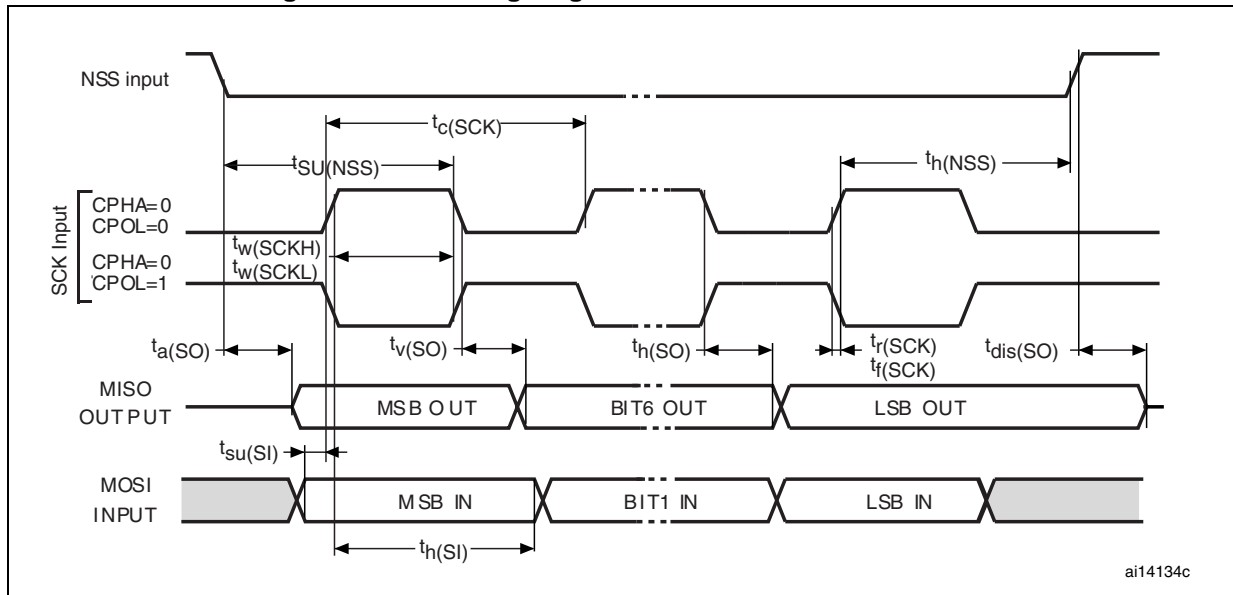 NSS input
tc(SCK)
tSU(NSS)
th(NSS)
SCK Input
CPHA=0
CPOL=0
tw(SCKH)
tw(SCKL)
CPHA=0
CPOL=1
ta(SO)
tv(SO)
th(SO)
tr(SCK)
tf(SCK)
tdis(SO)
MISO
OUTPUT
MSB OUT
BIT6 OUT
LSB OUT
tsu(SI)
MOSI
INPUT
MSB IN
BIT1 IN
LSB IN
th(SI)
ai14134c